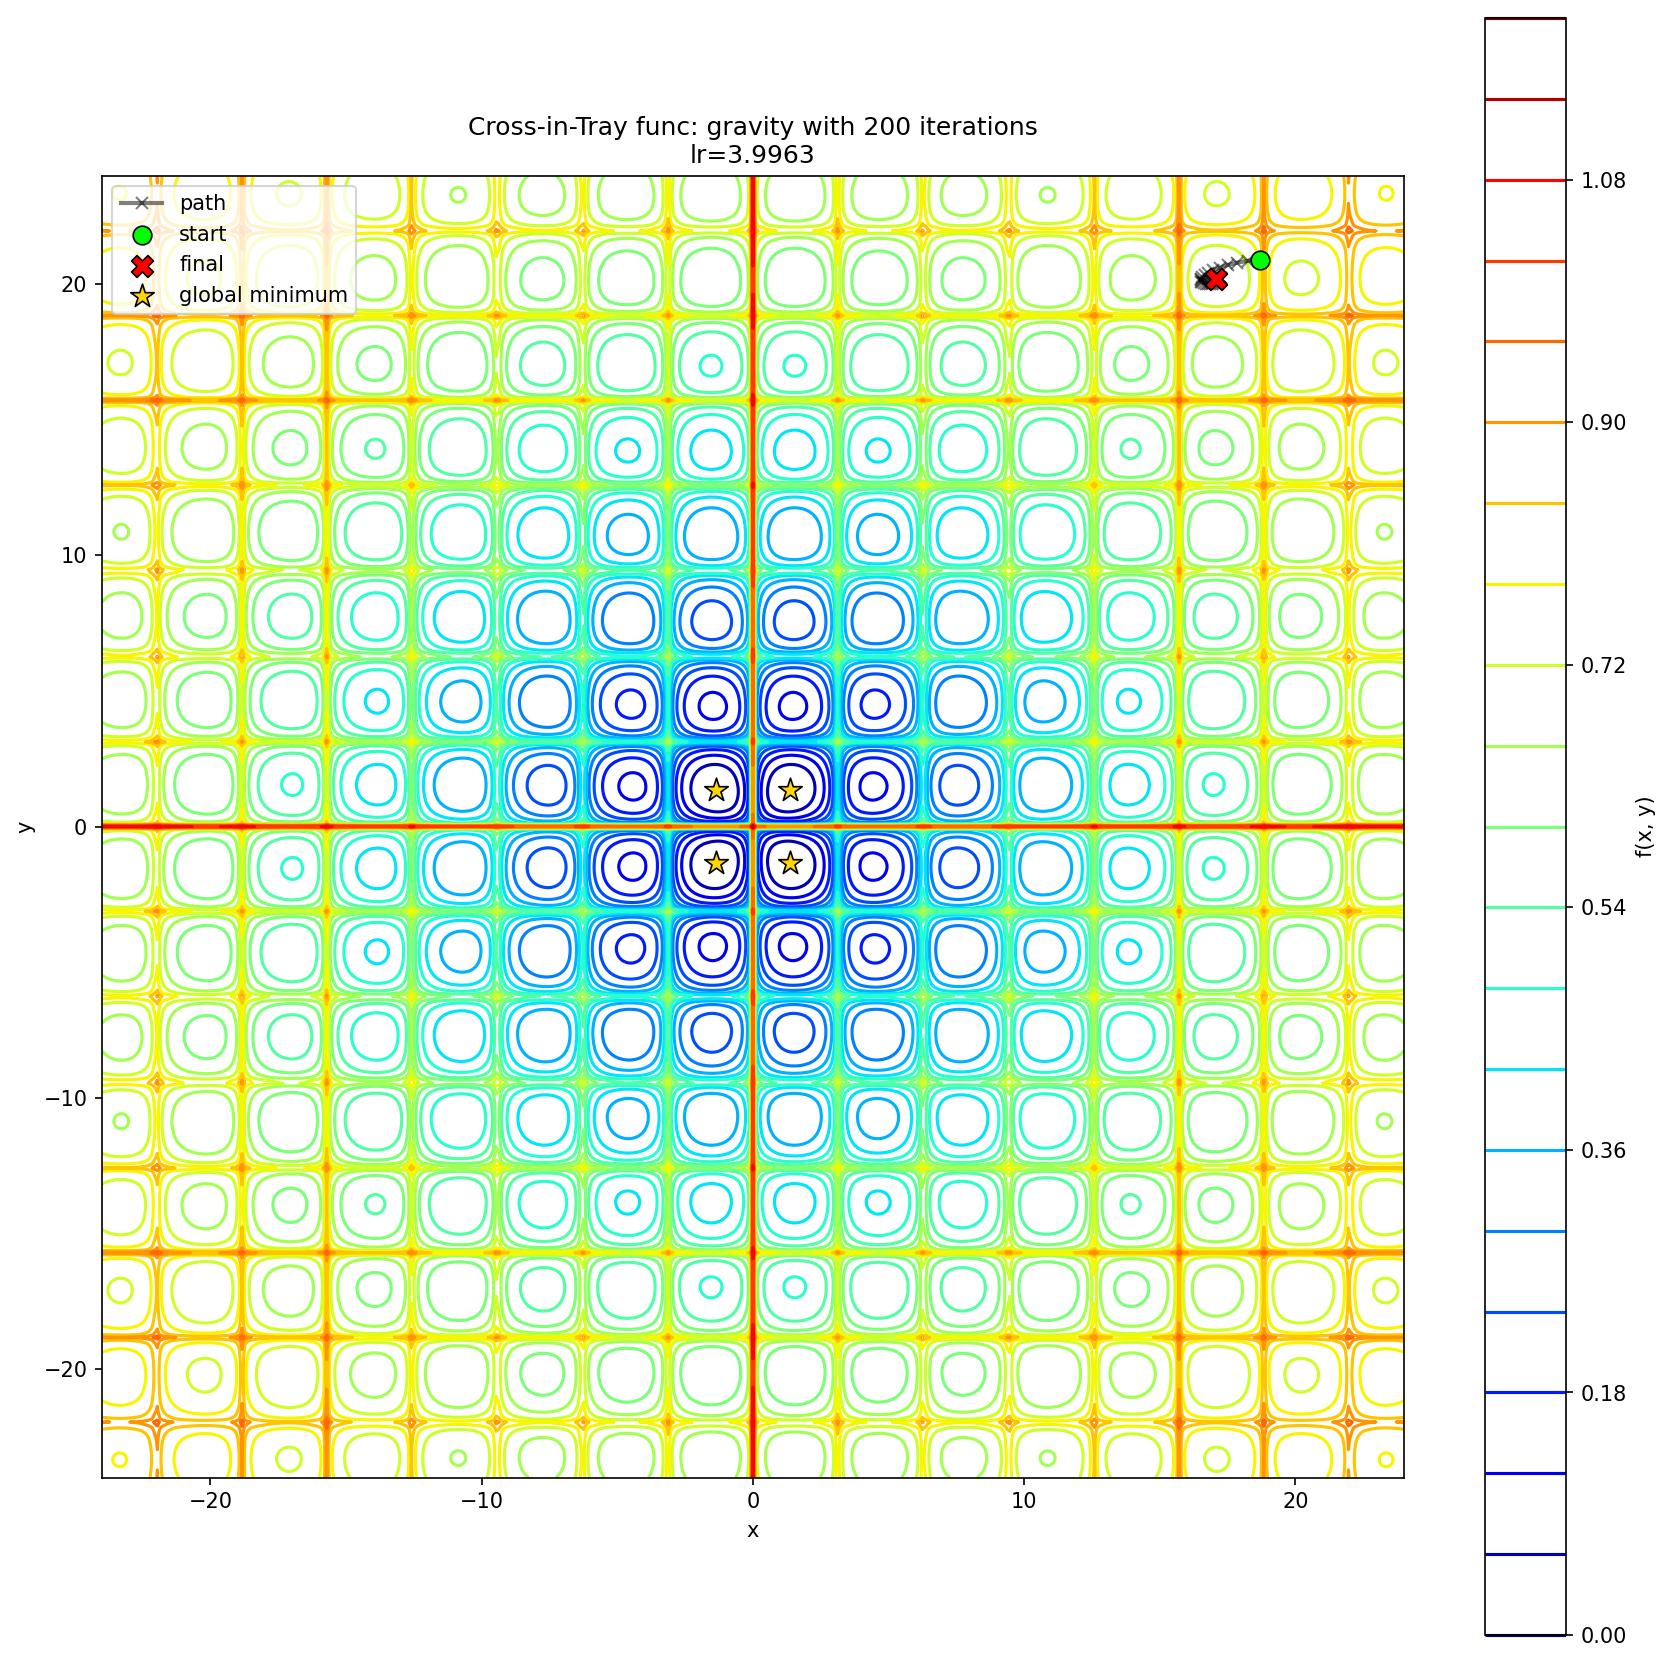 Cross-in-Tray func: gravity with 200 iterations
lr=3.9963
path
start
final
global minimum
20
10
0
−10
−20
y
−20
−10
0
10
20
x
1.08
0.90
0.72
0.54
0.36
0.18
0.00
f(x, y)